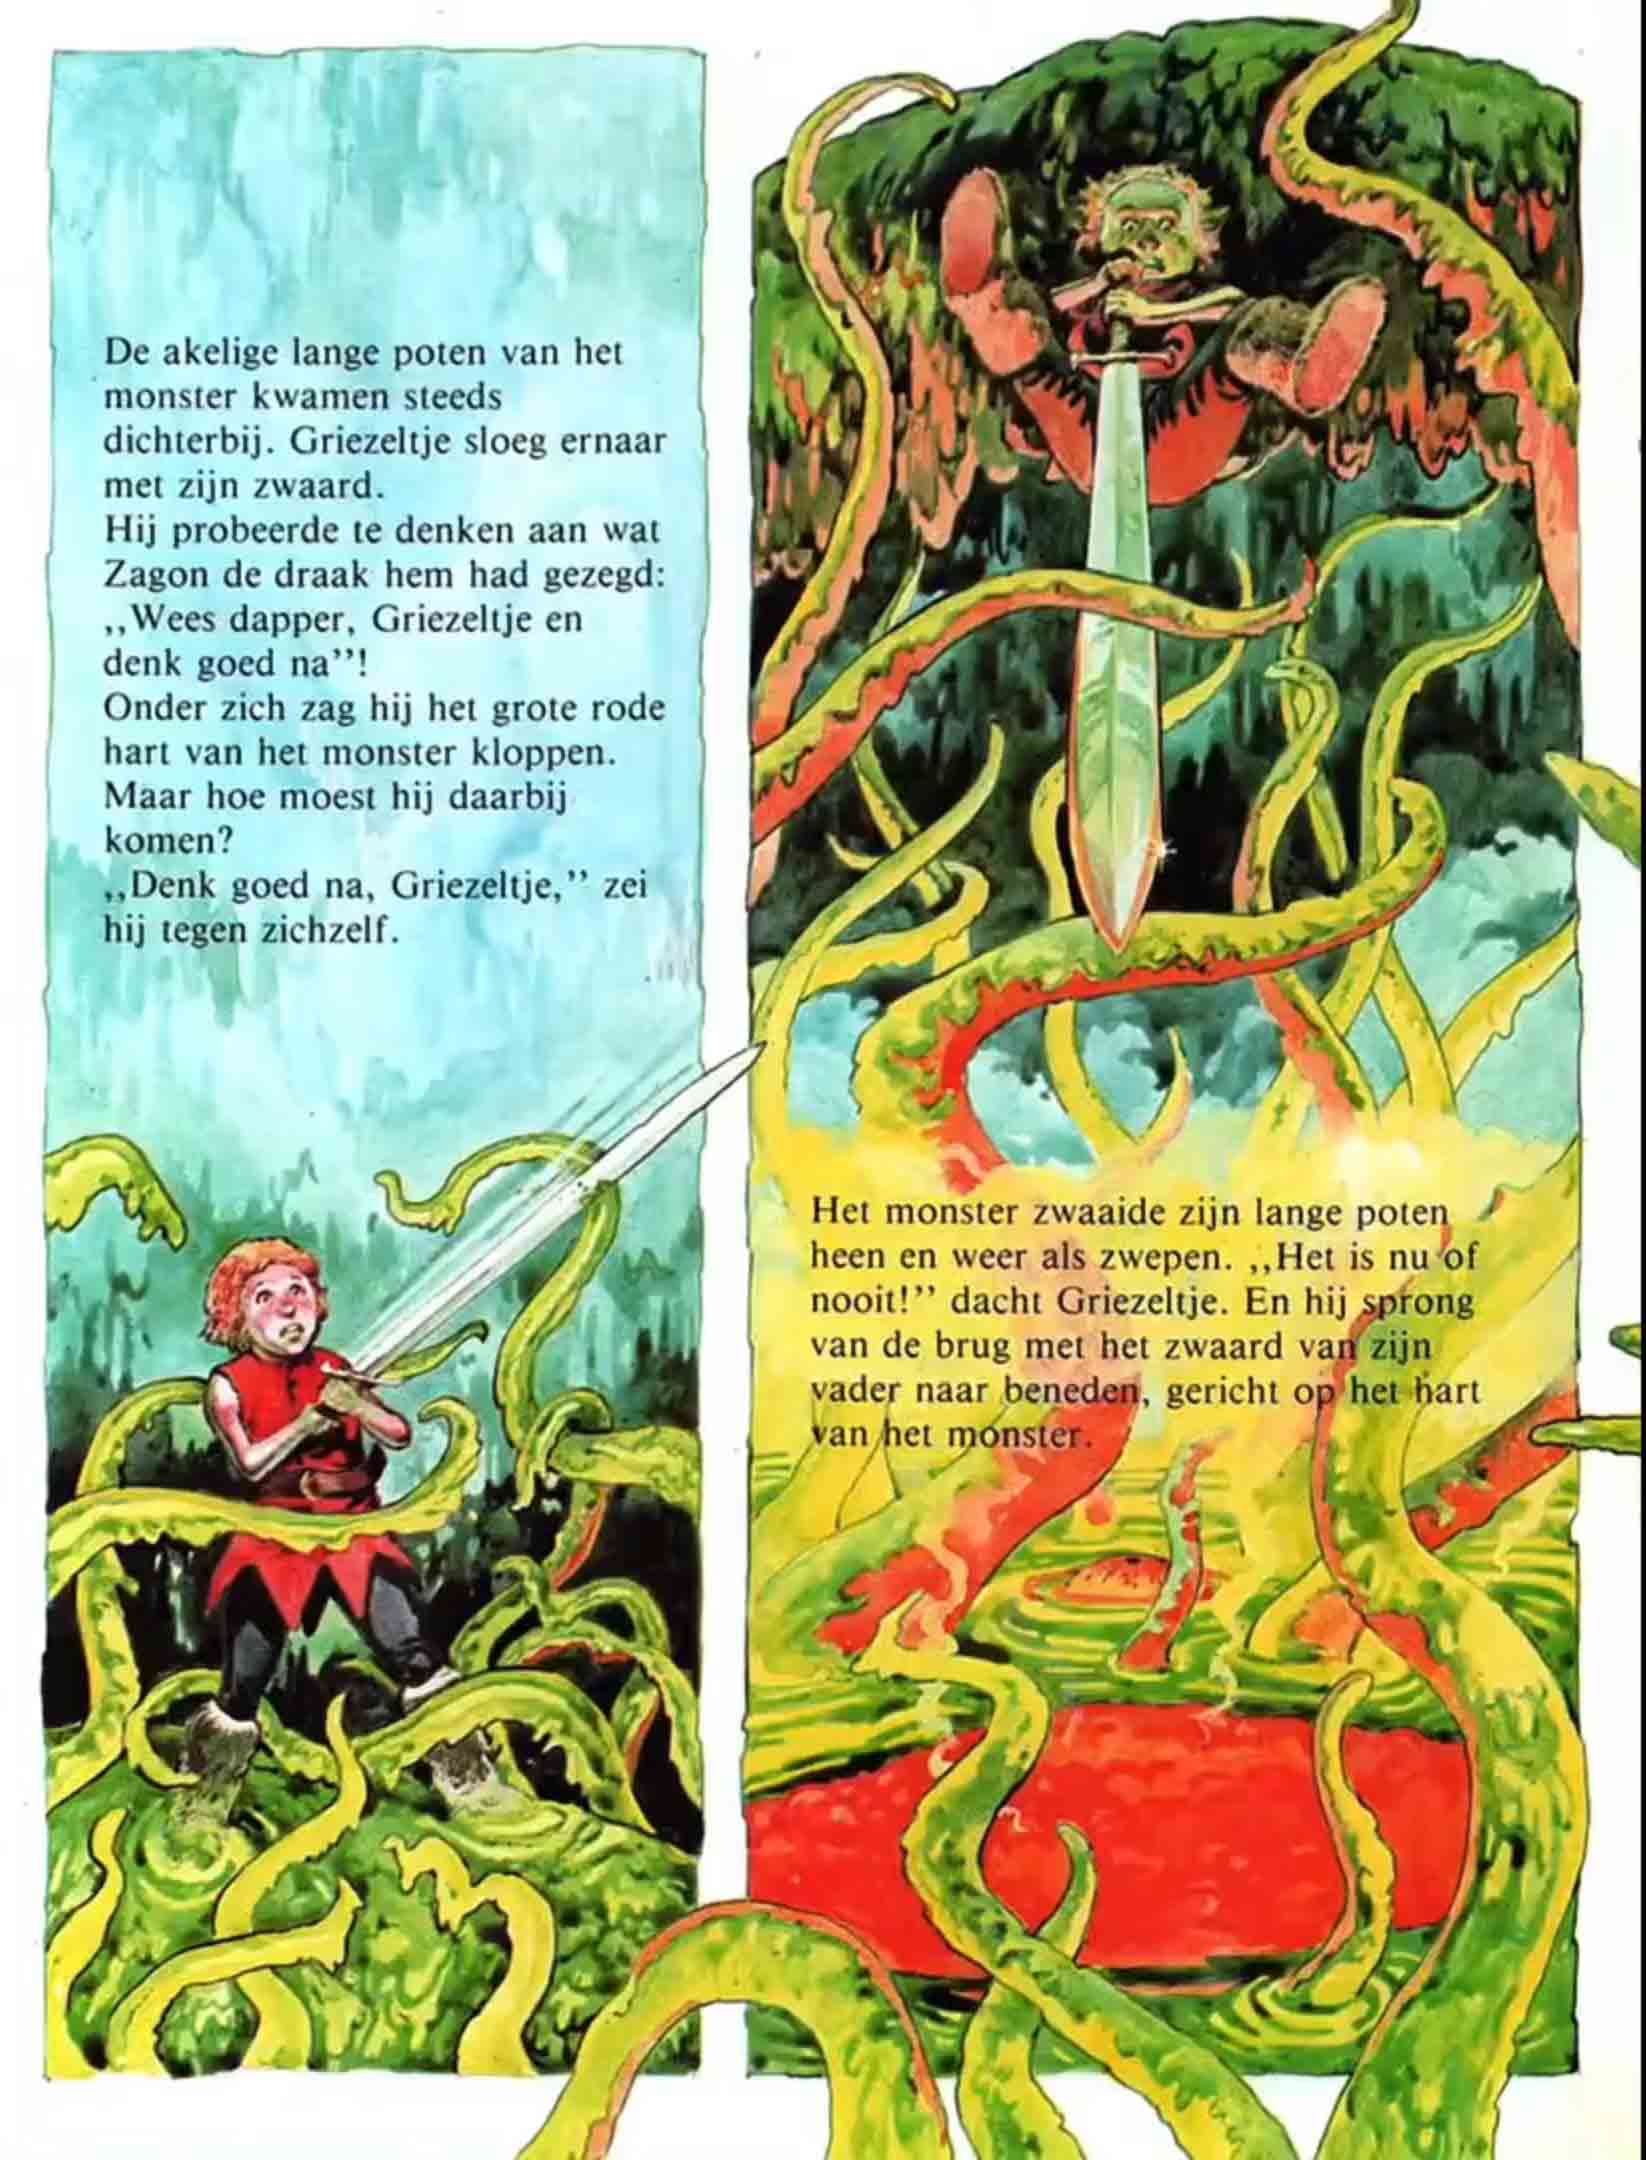 De akelige lange poten van het
monster kwamen steeds
dichterbij. Griezeltje sloeg ernaar
met zijn zwaard.
Hij probeerde te denken aan wat
Zagon de draak hem had gezegd:
,,Wees dapper, Griezeltje en
denk goed na’’!
Onder zich zag hij het grote rode
hart van het monster kloppen.
Maar hoe moest hij daarbij
komen?
,,Denk goed na, Griezeltje,’’ zei
hij tegen zichzelf.
Het monster zwaaide zijn lange poten
heen en weer als zwepen. ,,Het is nu of
nooit!’’ dacht Griezeltje. En hij sprong
van de brug met het zwaard van zijn
vader naar beneden, gericht op het hart
van het monster.